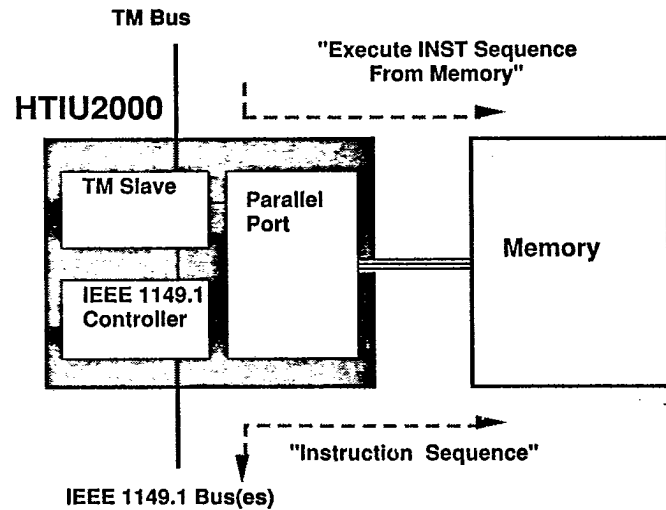 TM Bus
"Execute INST Sequence
From Memory"
HTIU2000
TM Slave
Parallel
Port
Memory
IEEE 1149.1
Controller
"Instruction Sequence"
IEEE 1149.1 Bus(es)